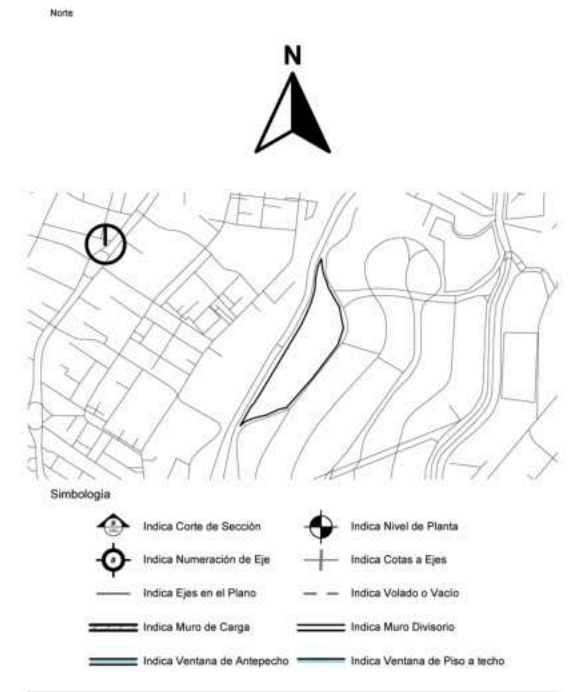 Norte
N
Simbología
Indica Corte de Sección
Indica Nivel de Planta
Indica Numeración de Eje
Indica Cotas a Ejes
Indica Ejes en el Plano
Indica Volado o Vacio
Indica Muro de Carga
Indica Muro Divisorio
Indica Ventana de Antepecho
Indica Ventana de Piso a techo